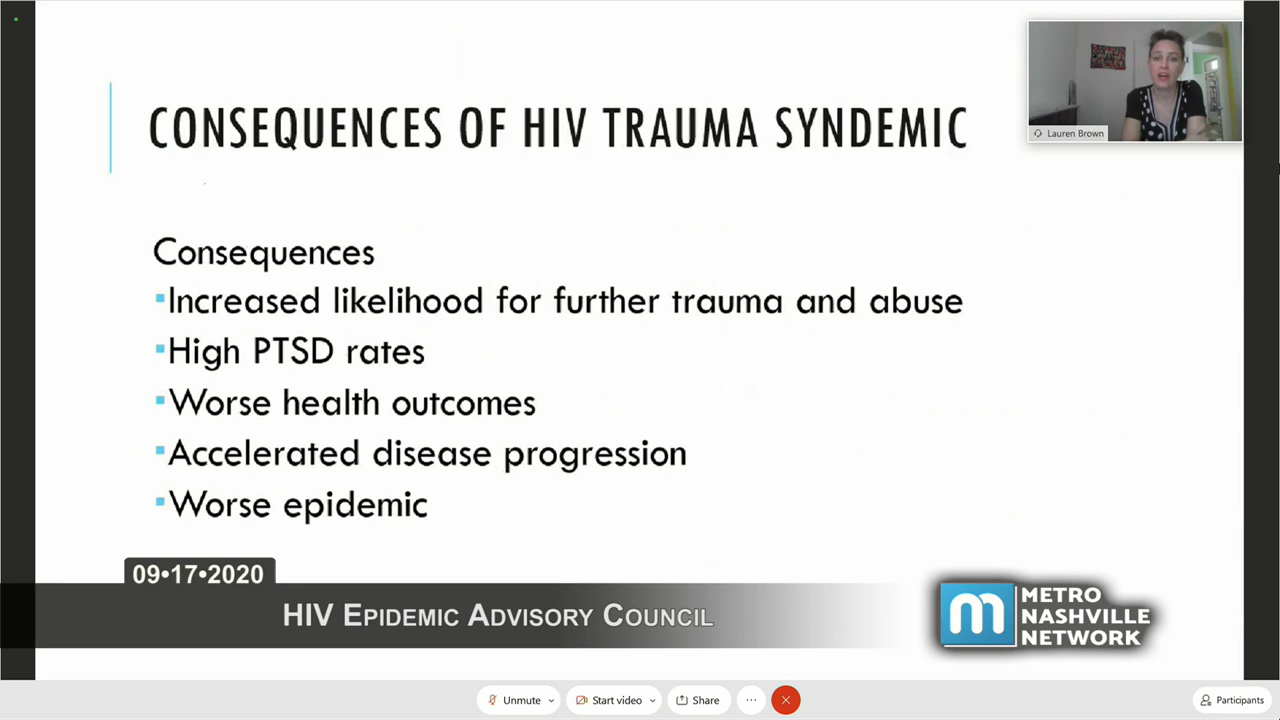 CONSEQUENCES OF HIV TRAUMA SYNDEMIC
Lauren Brown
Consequences
▪Increased likelihood for further trauma and abuse
▪High PTSD rates
▪Worse health outcomes
▪Accelerated disease progression
▪Worse epidemic
09•17•2020
HIV EPIDEMIC ADVISORY COUNCIL
m METRO
NASHVILLE
NETWORK
Unmute
Start video
Share
Participants